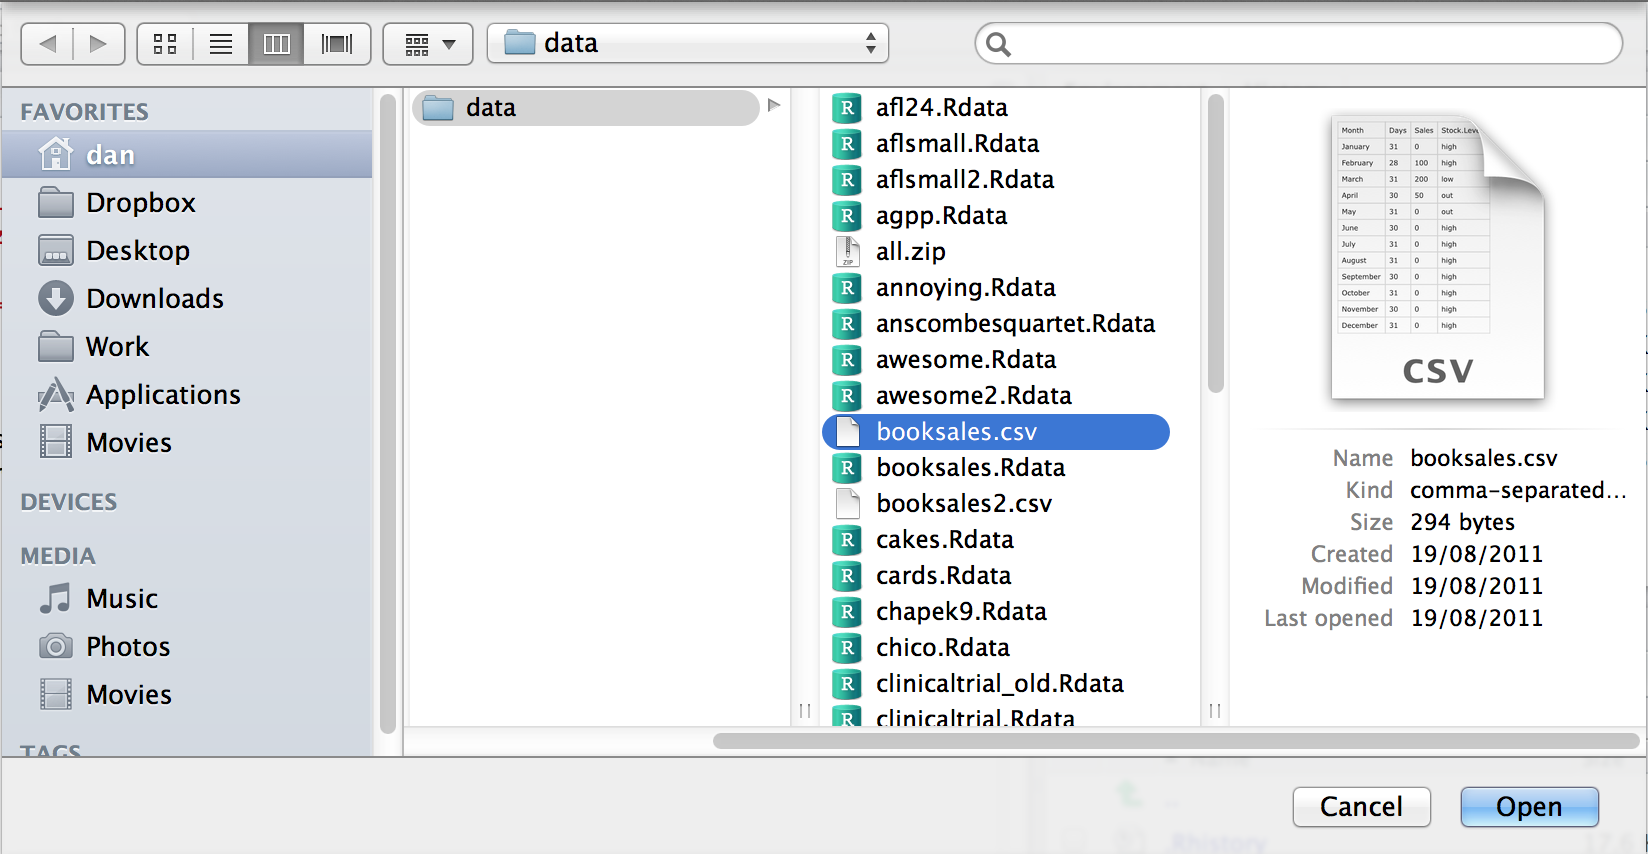 data
FAVORITES
dan
Dropbox
Desktop
Downloads
Work
Applications
Movies
DEVICES
MEDIA
Music
Photos
Movies
TAGS
data
afl24.Rdata
aflsmall.Rdata
aflsmall2.Rdata
agpp.Rdata
ZIP all.zip
annoying.Rdata
anscombesquartet.Rdata
awesome.Rdata
awesome2.Rdata
booksales.csv
booksales.Rdata
booksales2.csv
cakes.Rdata
cards.Rdata
chapek9.Rdata
chico.Rdata
clinicaltrial_old.Rdata
clinicaltrial.Rdata
Month Days Sales Stock.Leve
January 31 0 high
February 28 100 high
March 31 200 low
April 30 50 out
May 31 0 out
June 30 0 high
July 31 0 high
August 31 0 high
September 30 0 high
October 31 0 high
November 30 0 high
December 31 0 high
CSV
Name booksales.csv
Kind comma-separated...
Size 294 bytes
Created 19/08/2011
Modified 19/08/2011
Last opened 19/08/2011
Cancel Open
.Rhistory